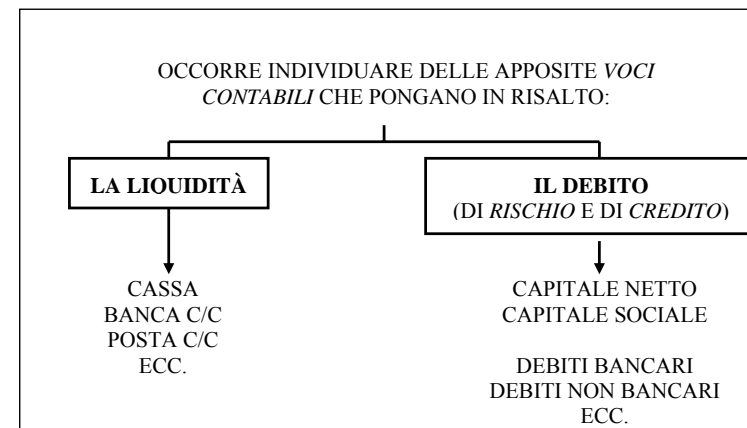 OCCORRE INDIVIDUARE DELLE APPOSITE VOCI
CONTABILI CHE PONGANO IN RISALTO:
LA LIQUIDITÀ
CASSA
BANCA C/C
POSTA C/C
ECC.
IL DEBITO
(DI RISCHIO E DI CREDITO)
CAPITALE NETTO
CAPITALE SOCIALE
DEBITI BANCARI
DEBITI NON BANCARI
ECC.